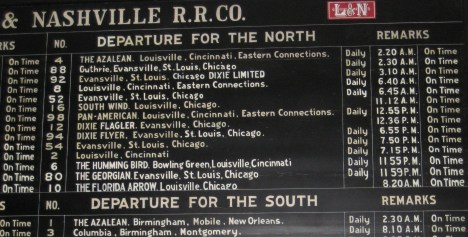 & NASHVILLE R.R.CO. L&N
RKS NO. DEPARTURE FOR THE NORTH REMARKS
On Time 4 THE AZALEAN. Louisville, Cincinnati, Eastern Connections. Daily 2.20 A.M. On Time
On Time 88 Guthrie, Evansville, St. Louis, Chicago Daily 2.30 A.M. On Time
On Time 92 Evansville, St. Louis. Chicago DIXIE LIMITED Daily 3.10 A.M. On Time
On Time 8 Louisville, Cincinnati, Eastern Connections. Daily 6.40 A.M. On Time
On Time 52 Evansville, St. Louis, Chicago Daily 6.45 A.M. On Time
On Time 16 SOUTH WIND. Louisville, Chicago. 11.12 A.M. On Time
On Time 98 PAN-AMERICAN. Louisville, Cincinnati, Eastern Connections. Daily 12.55 P.M. On Time
On Time 12 DIXIE FLAGLER. Evansville, Chicago. 12.36 P.M. On Time
On Time 94 DIXIE FLYER. Evansville, St. Louis, Chicago. Daily 6.55 P.M. On Time
On Time 54 Evansville, St. Louis, Chicago. Daily 7.50 P.M. On Time
On Time 2 Louisville, Cincinnati Daily 7.15 P.M. On Time
On Time 6 THE HUMMING BIRD. Bowling Green, Louisville, Cincinnati Daily 11 55 P.M. On Time
On Time 80 THE GEORGIAN. Evansville, St. Louis, Chicago Daily 11 59 P.M. On Time
On Time 10 THE FLORIDA ARROW. Louisville, Chicago 8.20 A.M. On Time
RKS NO. DEPARTURE FOR THE SOUTH REMARKS
On Time 1 THE AZALEAN. Birmingham, Mobile, New Orleans. Daily 2.30 A.M. On Time
On Time 3 Columbia, Birmingham, Montgomery. Daily 8.10 A.M. On Time